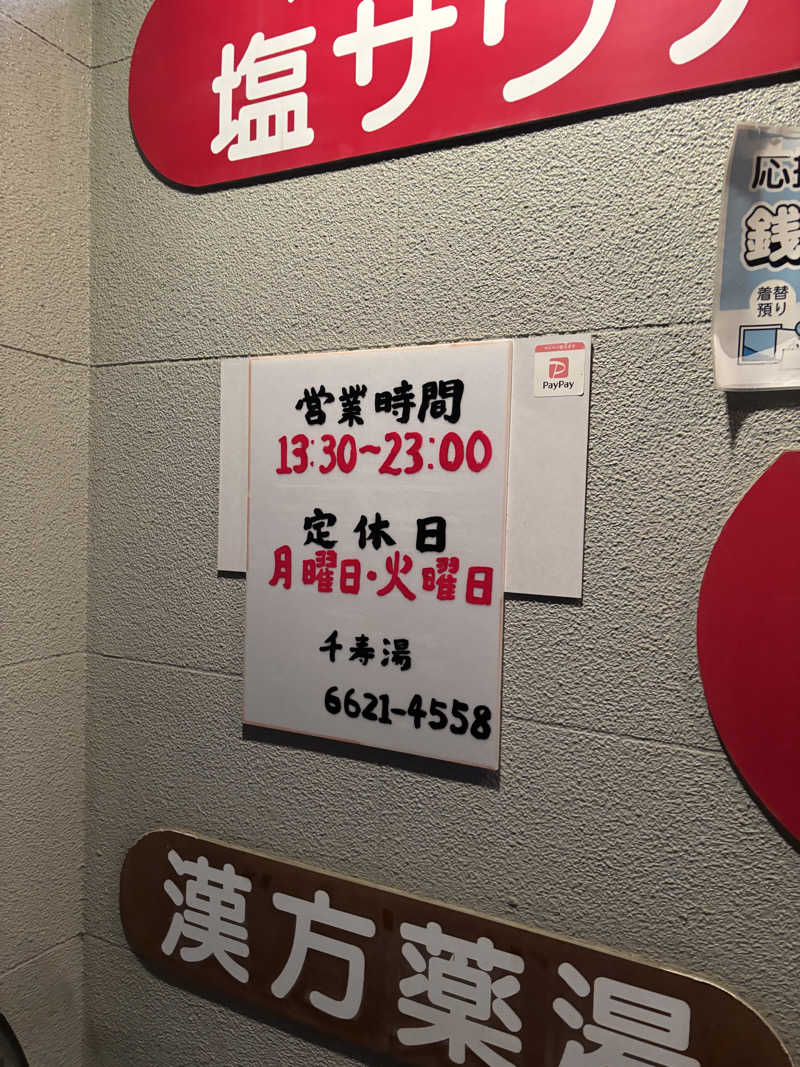 塩サウナ
応援
銭
着替
預り
PayPay
営業時間
13:30~23:00
定休日
月曜日・火曜日
千寿湯
6621-4558
漢方薬湯